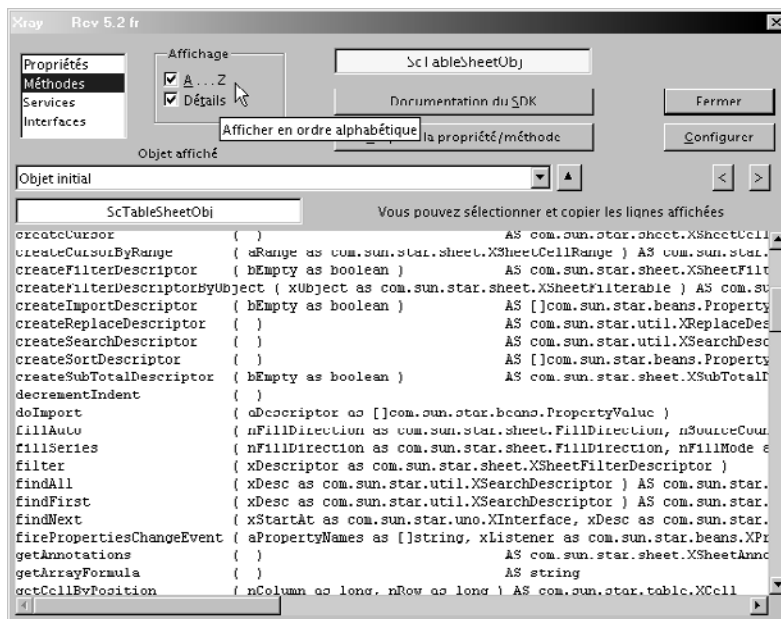 Xray Rev 5.2 fr
Propriétés
Méthodes
Services
Interfaces
Affichage
A...Z
Détails
Afficher en ordre alphabétique
ScTableSheetObj
Documentation du SDK
la propriété/méthode
Fermer
Configurer
Objet affiché
Objet initial
< >
ScTableSheetObj
Vous pouvez sélectionner et copier les lignes affichées
createCursor ( ) AS com.sun.star.sheet.XSheetCell
createCursorByRange ( aRange as com.sun.star.sheet.XSheetCellRange ) AS com.sun.star.
createFilterDescriptor ( bEmpty as boolean ) AS com.sun.star.sheet.XSheetFilt
createFilterDescriptorByObject ( xObject as com.sun.star.sheet.XSheetFilterable ) AS com.su
createImportDescriptor ( bEmpty as boolean ) AS []com.sun.star.beans.Property
createReplaceDescriptor ( ) AS com.sun.star.util.XReplaceDes
createSearchDescriptor ( ) AS com.sun.star.util.XSearchDesc
createSortDescriptor ( ) AS []com.sun.star.beans.Property
createSubTotalDescriptor ( bEmpty as boolean ) AS com.sun.star.sheet.XSubTotalD
decrementIndent ( )
doImport ( aDescriptor as []com.sun.star.beans.PropertyValue )
fillAuto ( nFillDirection as com.sun.star.sheet.FillDirection, nSourceCoun
fillSeries ( nFillDirection as com.sun.star.sheet.FillDirection, nFillMode a
filter ( xDescriptor as com.sun.star.sheet.XSheetFilterDescriptor )
findAll ( xDesc as com.sun.star.util.XSearchDescriptor ) AS com.sun.star.
findFirst ( xDesc as com.sun.star.util.XSearchDescriptor ) AS com.sun.star.
findNext ( xStartAt as com.sun.star.uno.XInterface, xDesc as com.sun.star.
firePropertiesChangeEvent ( aPropertyNames as []string, xListener as com.sun.star.beans.XPr
getAnnotations ( ) AS com.sun.star.sheet.XSheetAnno
getArrayFormula ( ) AS string
getCellByPosition ( nColumn as long, nRow as long ) AS com.sun.star.table.XCell